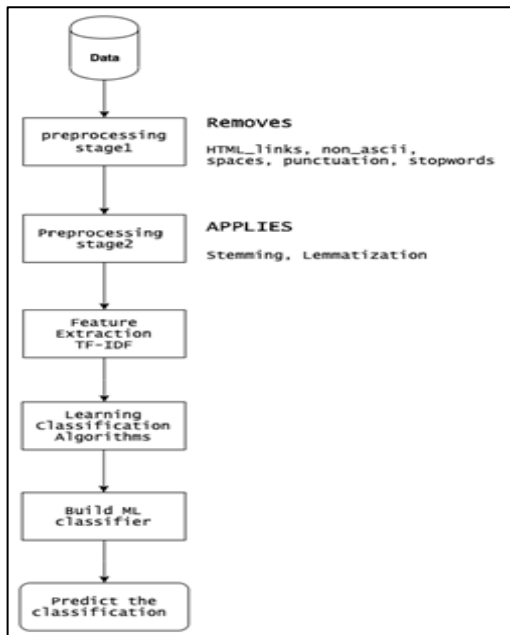 Data
preprocessing
stage1
Removes
HTML_links, non_ascii,
spaces, punctuation, stopwords
Preprocessing
stage2
APPLIES
Stemming, Lemmatization
Feature
Extraction
TF-IDF
Learning
Classification
Algorithms
Build ML
classifier
Predict the
classification